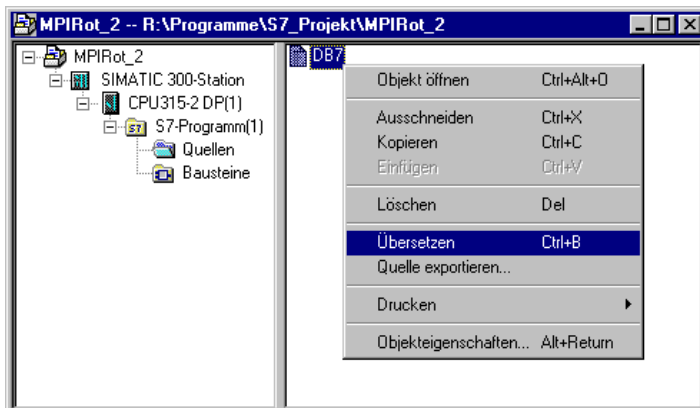 MPIRot_2 -- R:\Programme\S7_Projekt\MPIRot_2
MPIRot_2
SIMATIC 300-Station
CPU315-2 DP(1)
S7-Programm(1)
Quellen
Bausteine
DB7
Objekt öffnen Ctrl+Alt+O
Ausschneiden Ctrl+X
Kopieren Ctrl+C
Einfügen Ctrl+V
Löschen Del
Übersetzen Ctrl+B
Quelle exportieren...
Drucken
Objekteigenschaften... Alt+Return